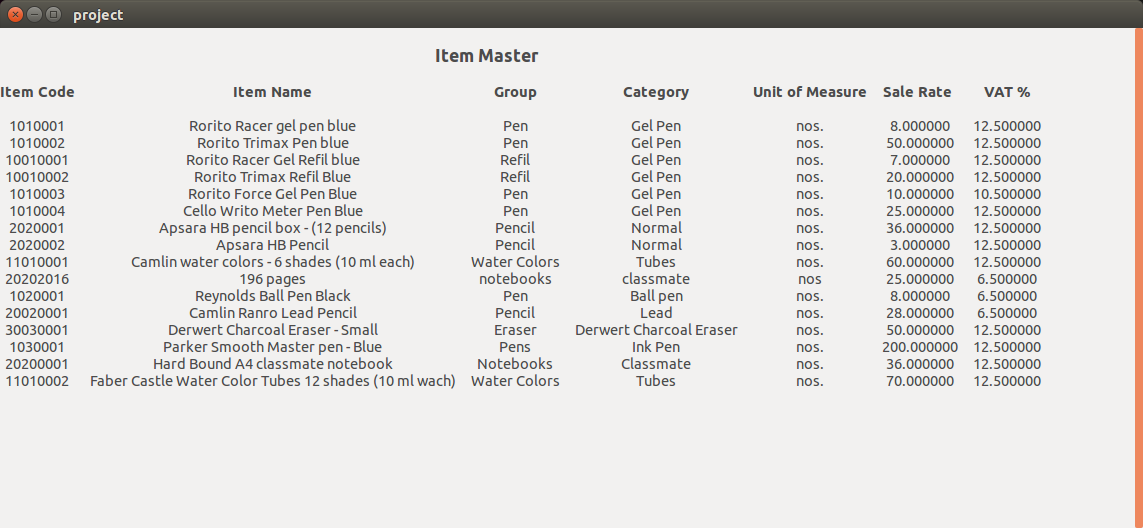 project
Item Master
Item Code Item Name Group Category Unit of Measure Sale Rate VAT %
1010001 Rorito Racer gel pen blue Pen Gel Pen nos. 8.000000 12.500000
1010002 Rorito Trimax Pen blue Pen Gel Pen nos. 50.000000 12.500000
10010001 Rorito Racer Gel Refil blue Refil Gel Pen nos. 7.000000 12.500000
10010002 Rorito Trimax Refil Blue Refil Gel Pen nos. 20.000000 12.500000
1010003 Rorito Force Gel Pen Blue Pen Gel Pen nos. 10.000000 10.500000
1010004 Cello Writo Meter Pen Blue Pen Gel Pen nos. 25.000000 12.500000
2020001 Apsara HB pencil box - (12 pencils) Pencil Normal nos. 36.000000 12.500000
2020002 Apsara HB Pencil Pencil Normal nos. 3.000000 12.500000
11010001 Camlin water colors - 6 shades (10 ml each) Water Colors Tubes nos. 60.000000 12.500000
20202016 196 pages notebooks classmate nos 25.000000 6.500000
1020001 Reynolds Ball Pen Black Pen Ball pen nos. 8.000000 6.500000
20020001 Camlin Ranro Lead Pencil Pencil Lead nos. 28.000000 6.500000
30030001 Derwert Charcoal Eraser - Small Eraser Derwert Charcoal Eraser nos. 50.000000 12.500000
1030001 Parker Smooth Master pen - Blue Pens Ink Pen nos. 200.000000 12.500000
20200001 Hard Bound A4 classmate notebook Notebooks Classmate nos. 36.000000 12.500000
11010002 Faber Castle Water Color Tubes 12 shades (10 ml wach) Water Colors Tubes nos. 70.000000 12.500000